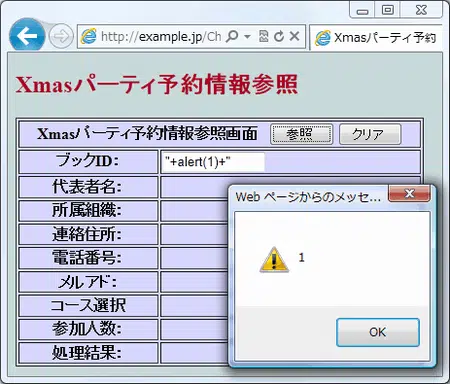 http://example.jp/Ch
Xmasパーティ予約
Xmasパーティ予約情報参照
Xmasパーティ予約情報参照画面 参照 クリア
ブックID: "+alert(1)+"
代表者名:
所属組織:
連絡住所:
電話番号:
メルアド:
コース選択
参加人数:
処理結果:
Web ページからのメッセ...
1
OK